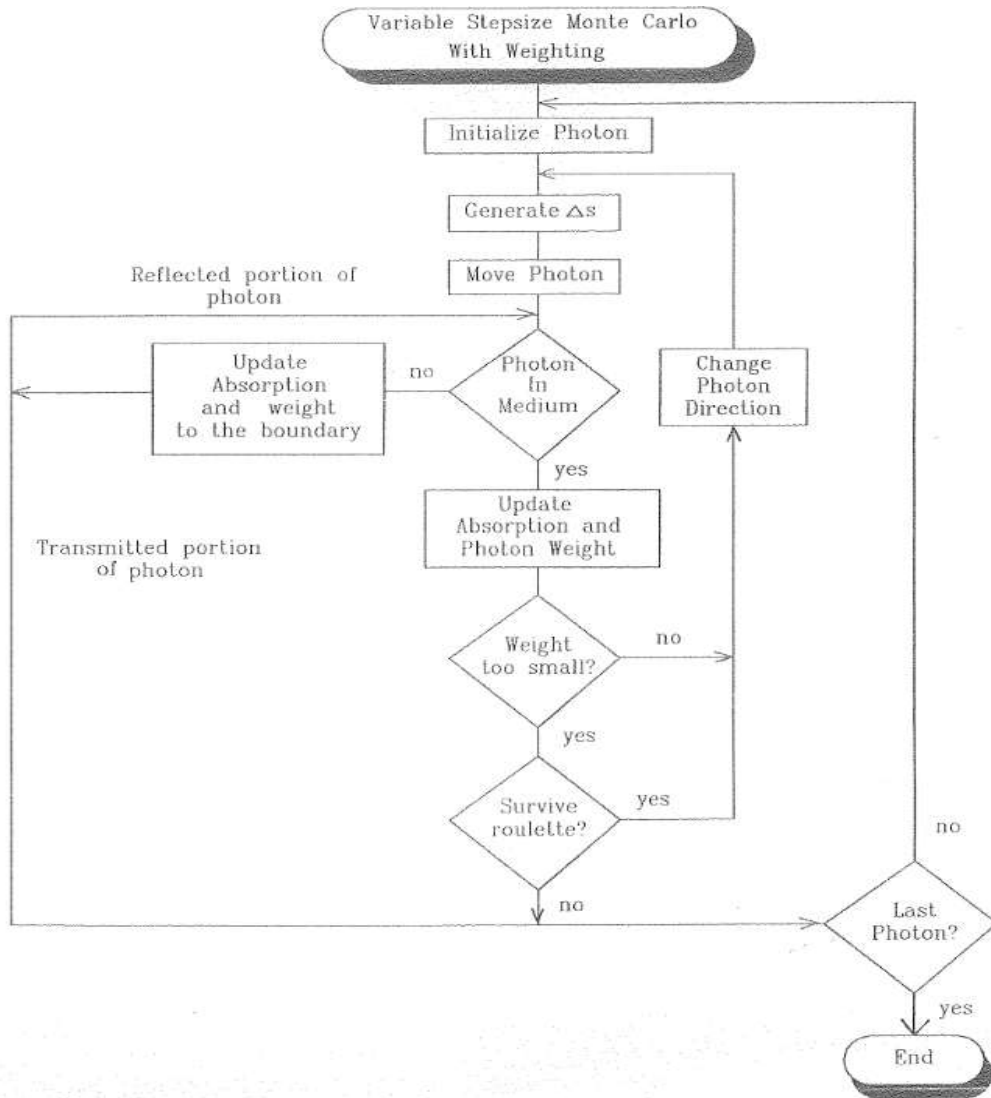 Variable Stepsize Monte Carlo
With Weighting
Initialize Photon
Generate Δs
Move Photon
Reflected portion of
photon
Photon
In
Medium
no
Update
Absorption
and weight
to the boundary
Change
Photon
Direction
yes
Update
Absorption and
Photon Weight
Transmitted portion
of photon
Weight
too small?
no
yes
Survive
roulette?
yes
no
no
Last
Photon?
yes
End